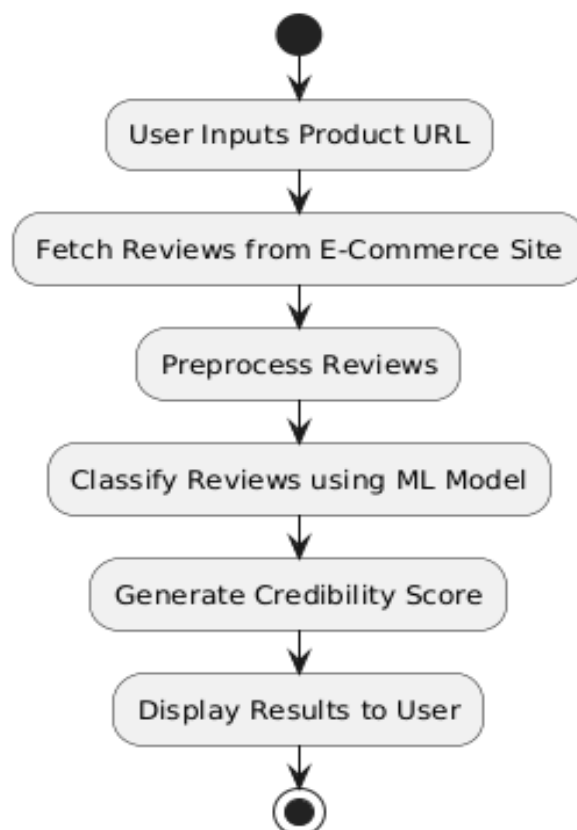 User Inputs Product URL
Fetch Reviews from E-Commerce Site
Preprocess Reviews
Classify Reviews using ML Model
Generate Credibility Score
Display Results to User